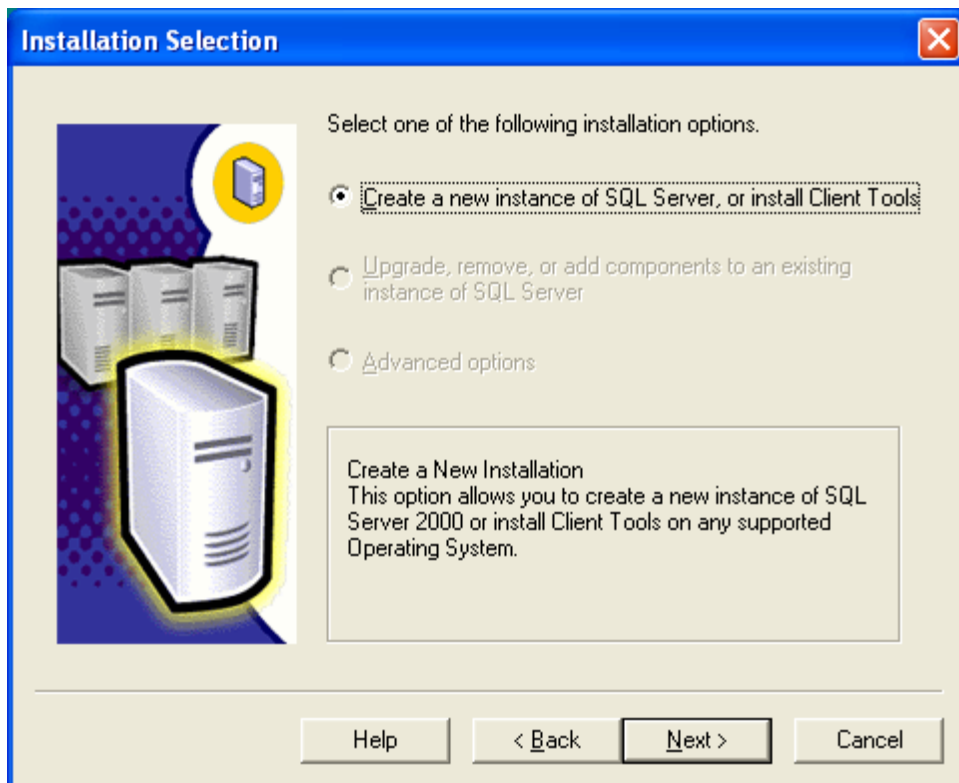 Installation Selection
Select one of the following installation options.
Create a new instance of SQL Server, or install Client Tools
Upgrade, remove, or add components to an existing
instance of SQL Server
Advanced options
Create a New Installation
This option allows you to create a new instance of SQL
Server 2000 or install Client Tools on any supported
Operating System.
Help
< Back
Next >
Cancel